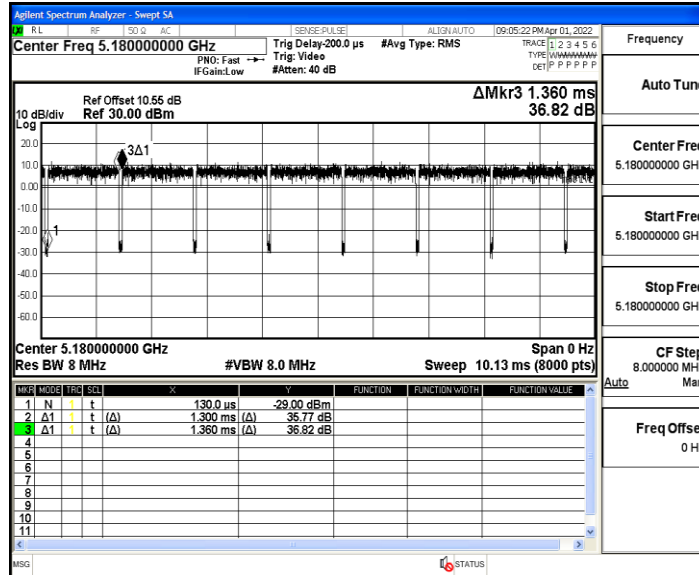 Agilent Spectrum Analyzer - Swept SA
RL RF 50 Ω AC SENSE:PULSE ALIGN AUTO 09:05:22 PM Apr 01, 2022
Center Freq 5.180000000 GHz
PNO: Fast
IFGain:Low
Trig Delay-200.0 µs
Trig: Video
#Atten: 40 dB
#Avg Type: RMS
TRACE 1 2 3 4 5 6
TYPE WWWWWW
DET P P P P P P
ΔMkr3 1.360 ms
36.82 dB
Ref Offset 10.55 dB
10 dB/div Ref 30.00 dBm
Log
20.0
10.0
0.00
-10.0
-20.0
-30.0
-40.0
-50.0
-60.0
3Δ1
1
Center 5.180000000 GHz Span 0 Hz
Res BW 8 MHz #VBW 8.0 MHz Sweep 10.13 ms (8000 pts)
MKR MODE TRC SCL X Y FUNCTION FUNCTION WIDTH FUNCTION VALUE
1 N 1 t 130.0 µs -29.00 dBm
2 Δ1 1 t (Δ) 1.300 ms (Δ) 35.77 dB
3 Δ1 1 t (Δ) 1.360 ms (Δ) 36.82 dB
4
5
6
7
8
9
10
11
MSG STATUS
Frequency
Auto Tun
Center Fre
5.180000000 GH
Start Fre
5.180000000 GH
Stop Fre
5.180000000 GH
CF Ste
8.000000 MH
Auto Ma
Freq Offse
0 H